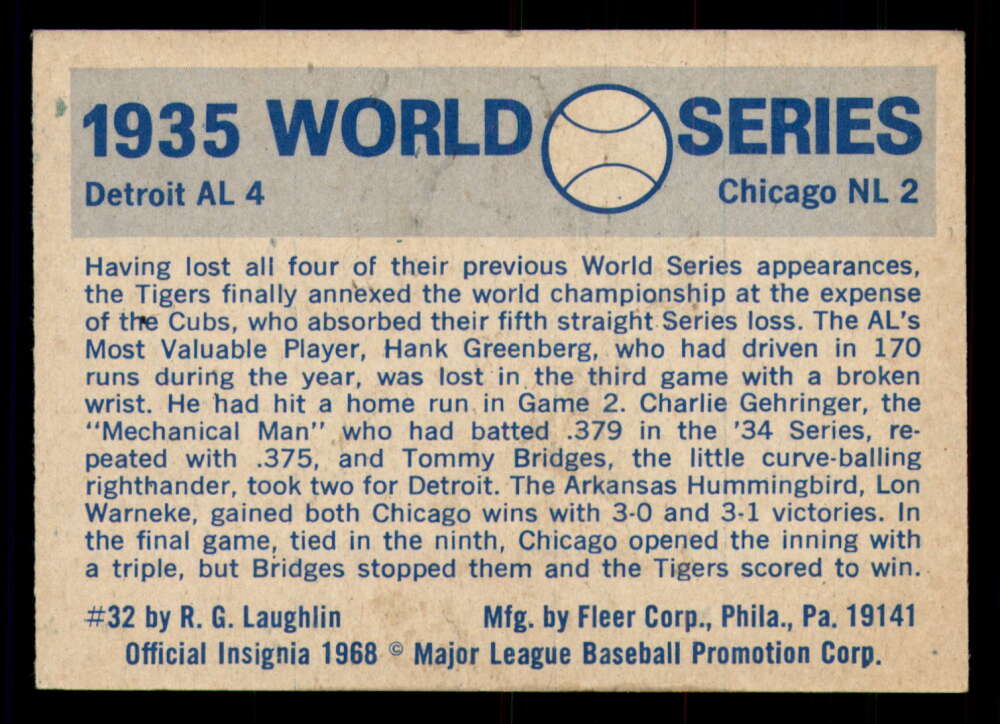 1935 WORLD SERIES
Detroit AL 4 Chicago NL 2
Having lost all four of their previous World Series appearances,
the Tigers finally annexed the world championship at the expense
of the Cubs, who absorbed their fifth straight Series loss. The AL's
Most Valuable Player, Hank Greenberg, who had driven in 170
runs during the year, was lost in the third game with a broken
wrist. He had hit a home run in Game 2. Charlie Gehringer, the
"Mechanical Man" who had batted .379 in the '34 Series, re-
peated with .375, and Tommy Bridges, the little curve-balling
righthander, took two for Detroit. The Arkansas Hummingbird, Lon
Warneke, gained both Chicago wins with 3-0 and 3-1 victories. In
the final game, tied in the ninth, Chicago opened the inning with
a triple, but Bridges stopped them and the Tigers scored to win.
#32 by R. G. Laughlin Mfg. by Fleer Corp., Phila., Pa. 19141
Official Insignia 1968 © Major League Baseball Promotion Corp.